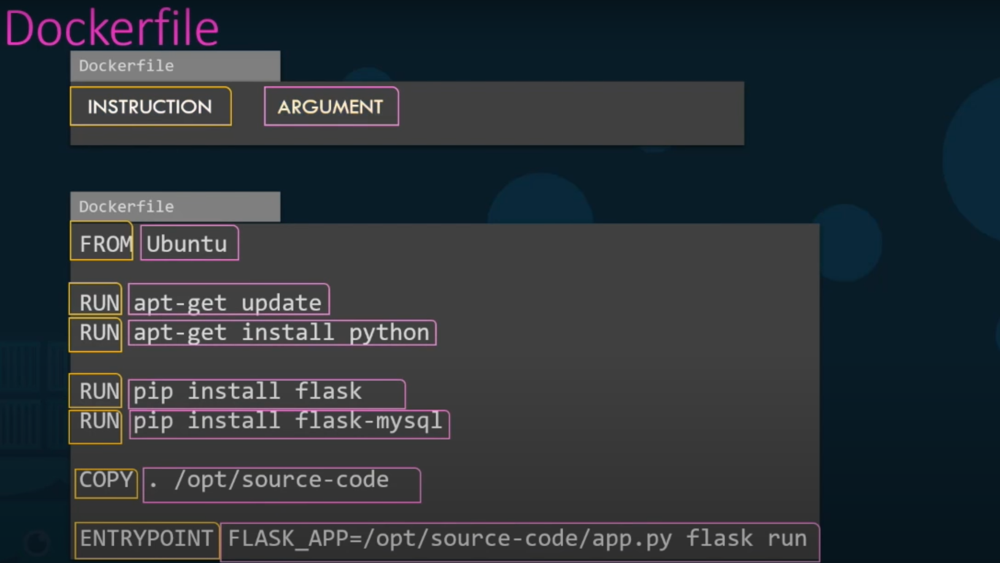 Dockerfile
Dockerfile
INSTRUCTION ARGUMENT
Dockerfile
FROM Ubuntu
RUN apt-get update
RUN apt-get install python
RUN pip install flask
RUN pip install flask-mysql
COPY . /opt/source-code
ENTRYPOINT FLASK_APP=/opt/source-code/app.py flask run